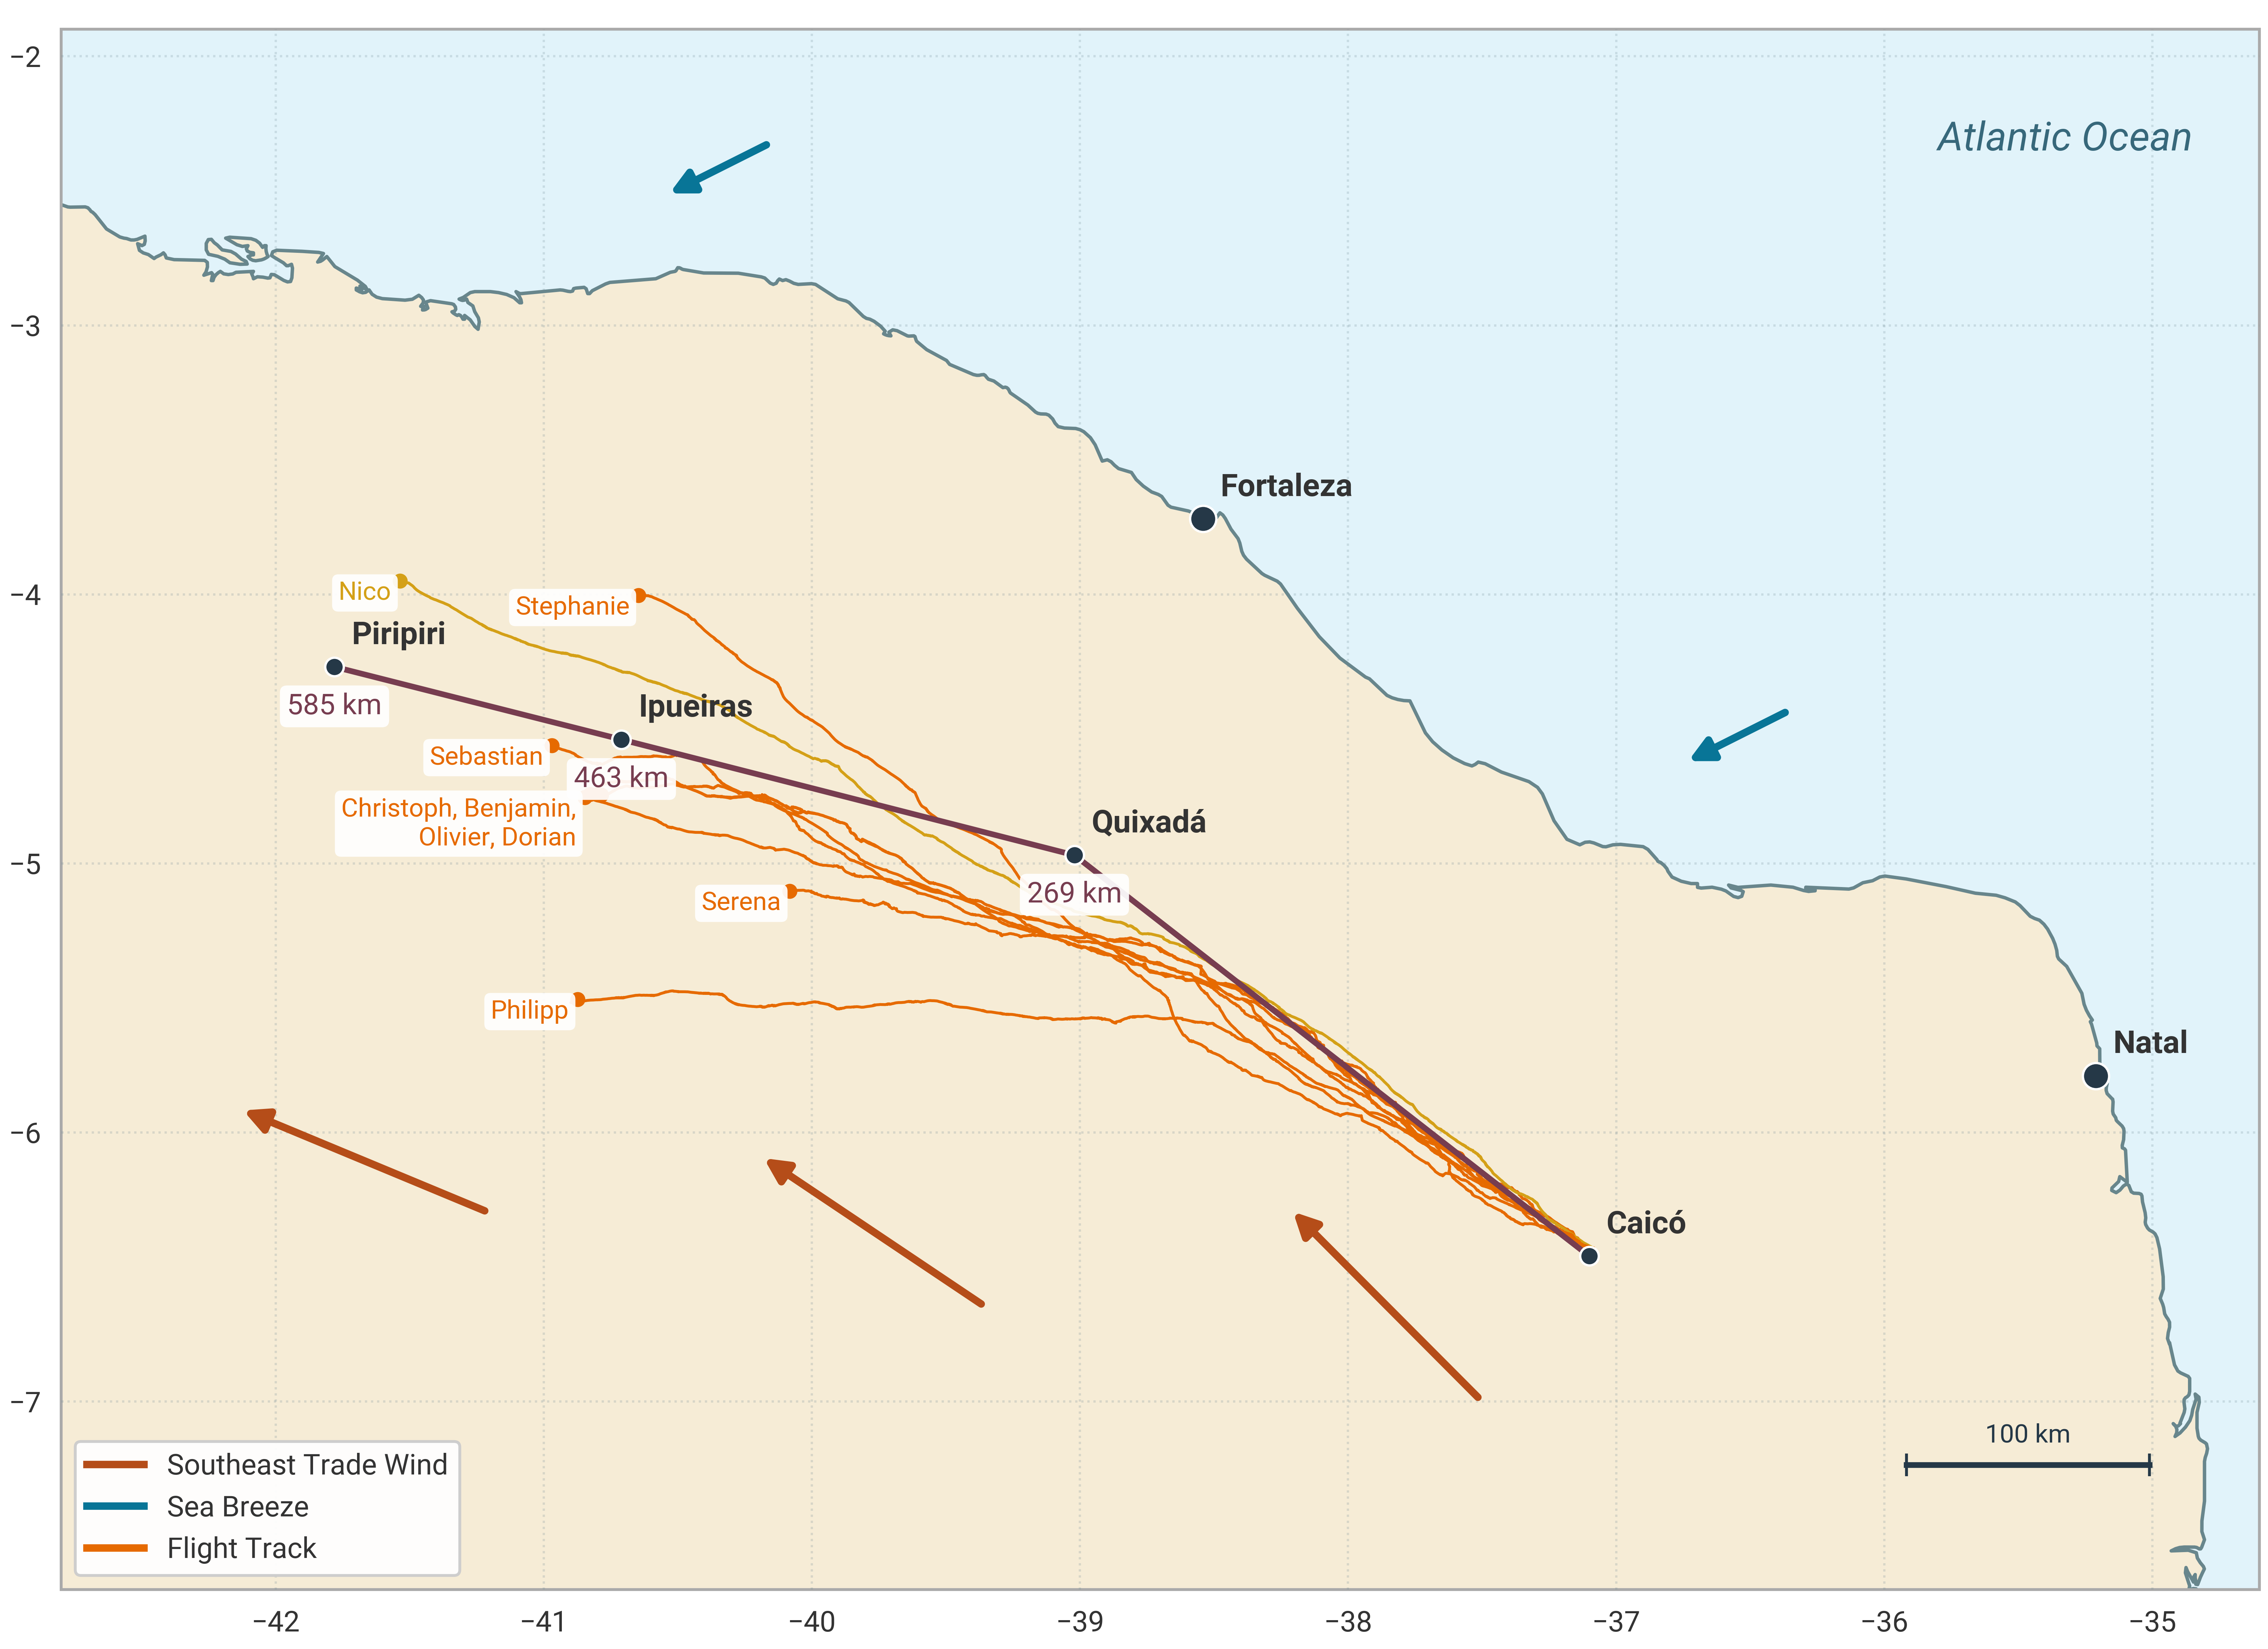 −2
−3
−4
−5
−6
−7
Atlantic Ocean
Fortaleza
Nico
Stephanie
Piripiri
585 km
Ipueiras
Sebastian
463 km
Christoph, Benjamin,
Olivier, Dorian
Quixadá
269 km
Serena
Philipp
Natal
Caicó
100 km
Southeast Trade Wind
Sea Breeze
Flight Track
−42
−41
−40
−39
−38
−37
−36
−35